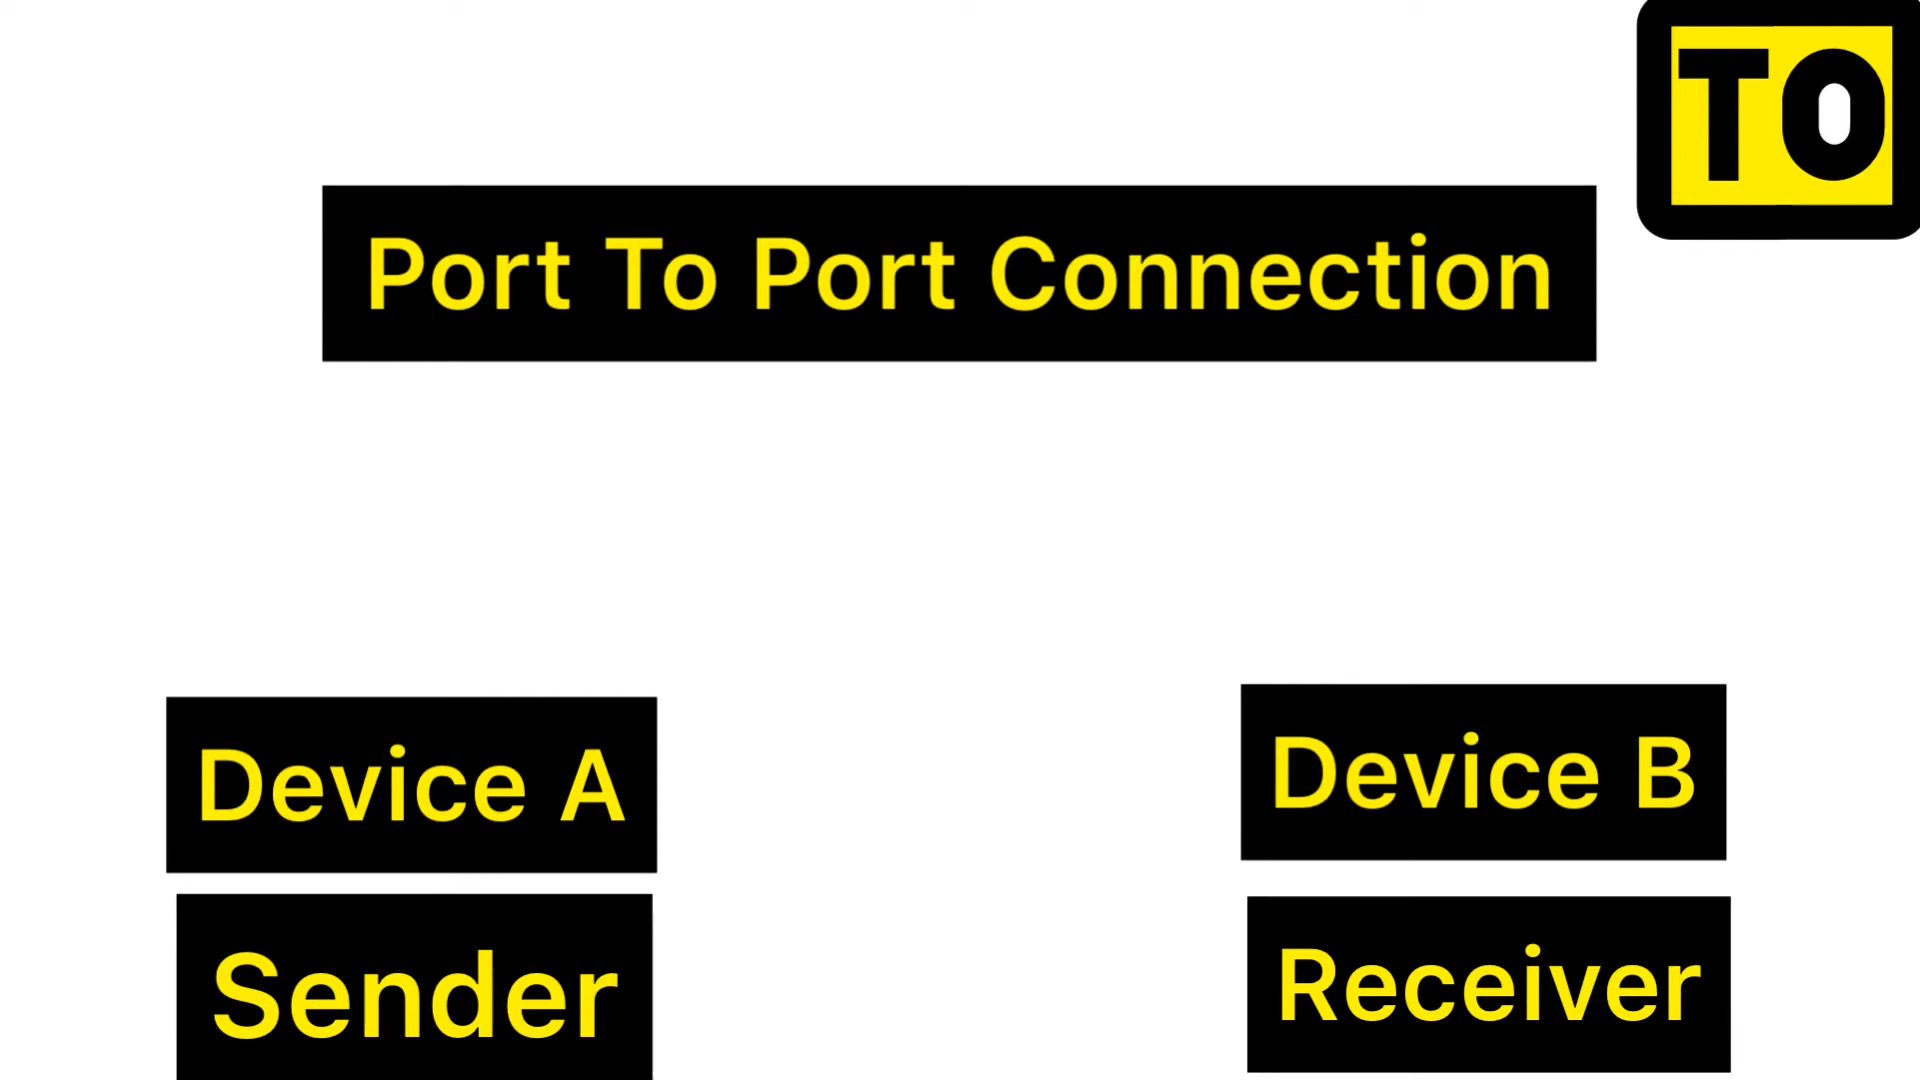 TO
Port To Port Connection
Device A
Device B
Sender
Receiver